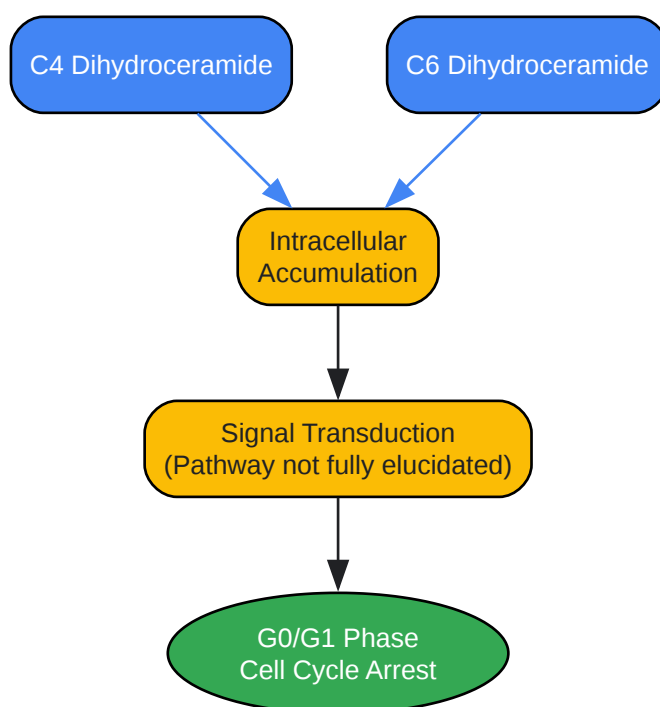 C4 Dihydroceramide
C6 Dihydroceramide
Intracellular
Accumulation
Signal Transduction
(Pathway not fully elucidated)
G0/G1 Phase
Cell Cycle Arrest